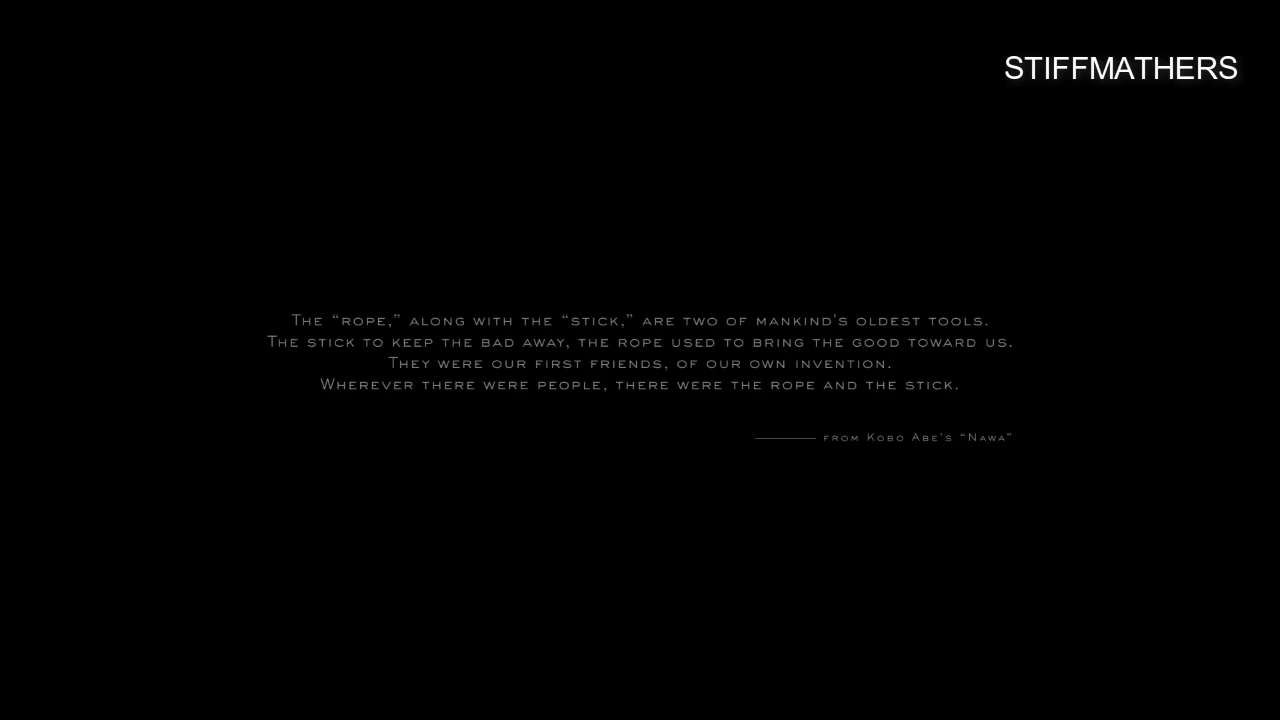 STIFFMATHERS
The “rope,” along with the “stick,” are two of mankind's oldest tools.
The stick to keep the bad away, the rope used to bring the good toward us.
They were our first friends, of our own invention.
Wherever there were people, there were the rope and the stick.
from Kobo Abe's “Nawa”